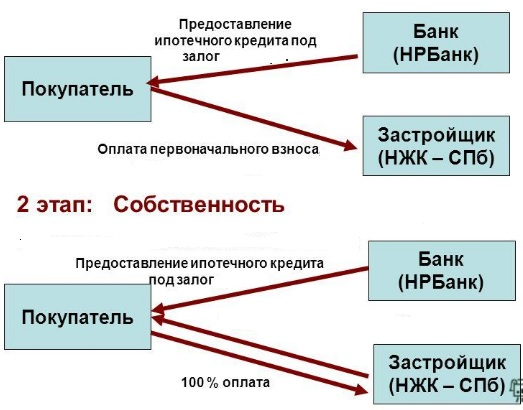 Предоставление
ипотечного кредита под
залог
Банк
(НРБанк)
Покупатель
Застройщик
(НЖК – СПб)
Оплата первоначального взноса
2 этап: Собственность
Предоставление ипотечного кредита
под залог
Банк
(НРБанк)
Покупатель
Застройщик
(НЖК – СПб)
100 % оплата